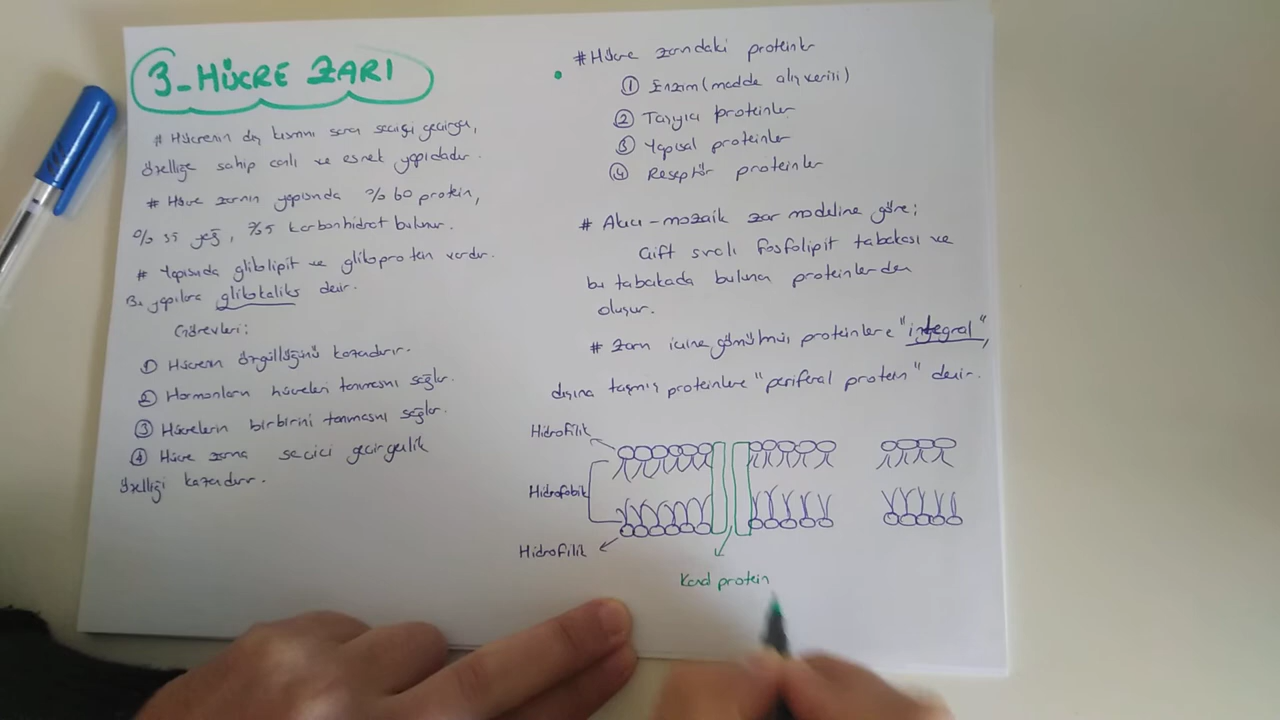 3-HÜCRE ZARI
# Hücrenin dış kısmını saran seçici geçirgen,
özelliğe sahip canlı ve esnek yapıdadır.
# Hücre zarının yapısında %60 protein,
%35 yağ, %5 karbonhidrat bulunur.
# Yapısında glikolipit ve glikoprotein vardır.
Bu yapılara glikokaliks denir.
Görevleri:
① Hücrenin özgüllüğünü kazandırır.
② Hormonların hücreleri tanımasını sağlar.
③ Hücrelerin birbirini tanımasını sağlar.
④ Hücre zarına seçici geçirgenlik
özelliği kazandırır.
# Hücre zarındaki proteinler
① Enzim (madde alışverişi)
② Taşıyıcı proteinler
③ Yapısal proteinler
④ Reseptör proteinler
# Akıcı-mozaik zar modeline göre;
Çift sıralı fosfolipit tabakası ve
bu tabakada bulunan proteinlerden
oluşur.
# Zarın içine gömülmüş proteinlere "integral",
dışına taşmış proteinlere "periferal protein" denir.
Hidrofilik
Hidrofobik
Hidrofilik
Kanal protein